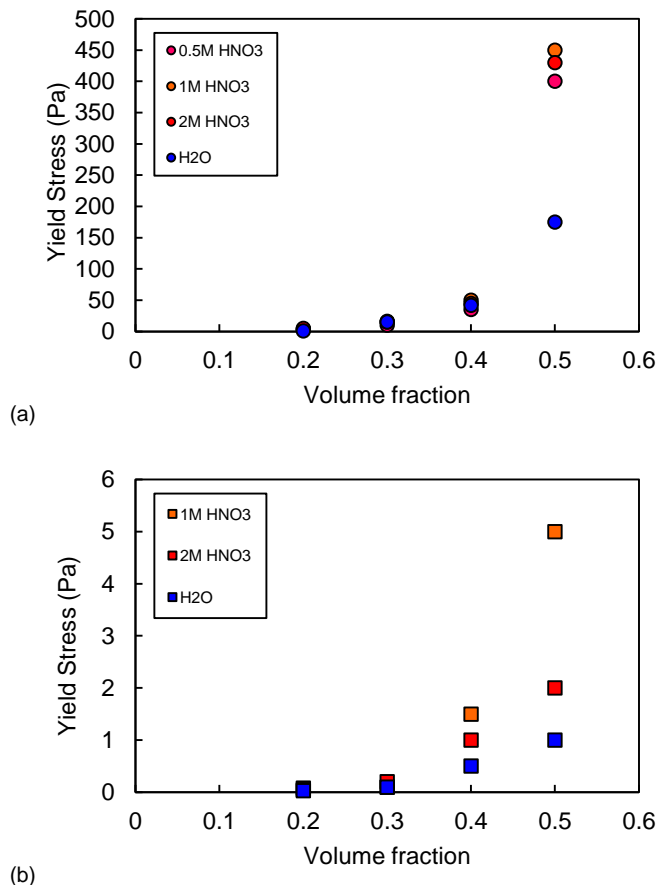 500
450
400
350
300
250
200
150
100
50
0
Yield Stress (Pa)
0.5M HNO3
1M HNO3
2M HNO3
H2O
0 0.1 0.2 0.3 0.4 0.5 0.6
Volume fraction
(a)
6
5
4
3
2
1
0
Yield Stress (Pa)
1M HNO3
2M HNO3
H2O
0 0.1 0.2 0.3 0.4 0.5 0.6
Volume fraction
(b)